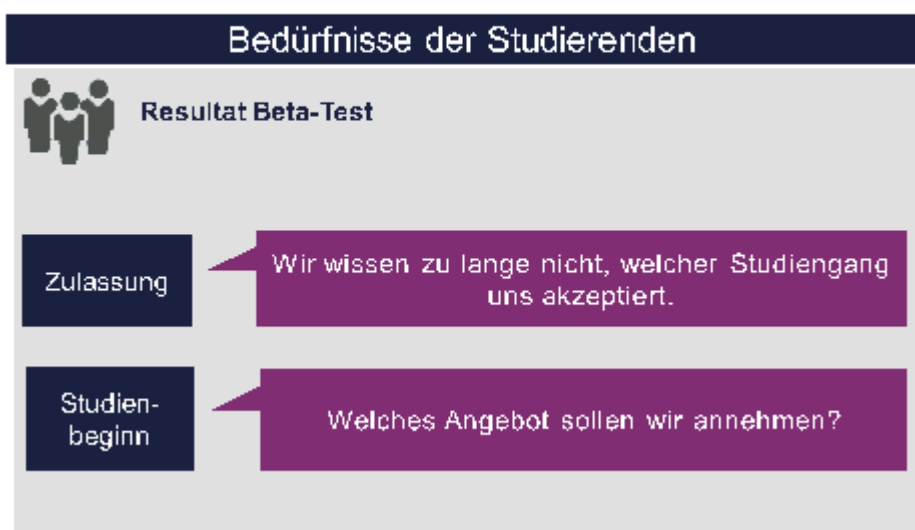 Bedürfnisse der Studierenden
Resultat Beta-Test
Zulassung
Wir wissen zu lange nicht, welcher Studiengang
uns akzeptiert.
Studien-
beginn
Welches Angebot sollen wir annehmen?